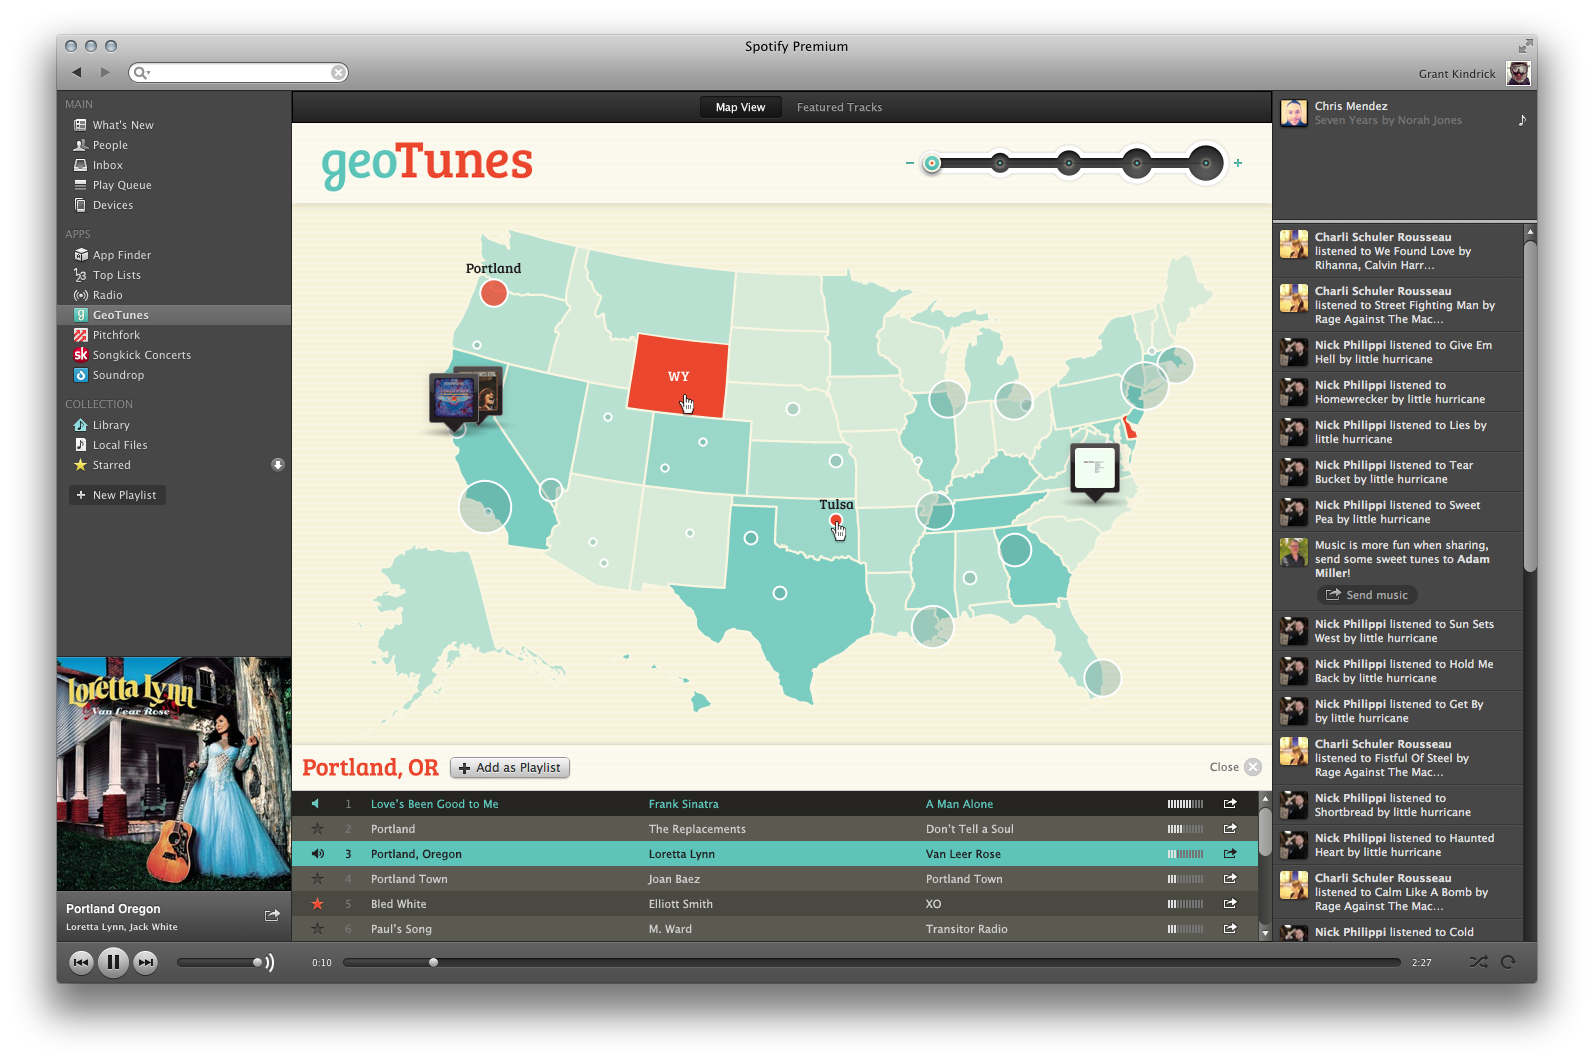 Spotify Premium
Grant Kindrick
MAIN
What's New
People
Inbox
Play Queue
Devices
APPS
App Finder
Top Lists
Radio
GeoTunes
Pitchfork
Songkick Concerts
Soundrop
COLLECTION
Library
Local Files
Starred
+ New Playlist
Loretta Lynn
Van Lear Rose
Portland Oregon
Loretta Lynn, Jack White
Map View
Featured Tracks
geoTunes
− +
Portland
WY
Tulsa
Portland, OR
+ Add as Playlist
Close
1 Love's Been Good to Me Frank Sinatra A Man Alone
2 Portland The Replacements Don't Tell a Soul
3 Portland, Oregon Loretta Lynn Van Leer Rose
4 Portland Town Joan Baez Portland Town
5 Bled White Elliott Smith XO
6 Paul's Song M. Ward Transitor Radio
Chris Mendez
Seven Years by Norah Jones
Charli Schuler Rousseau
listened to We Found Love by
Rihanna, Calvin Harr...
Charli Schuler Rousseau
listened to Street Fighting Man by
Rage Against The Mac...
Nick Philippi listened to Give Em
Hell by little hurricane
Nick Philippi listened to
Homewrecker by little hurricane
Nick Philippi listened to Lies by
little hurricane
Nick Philippi listened to Tear
Bucket by little hurricane
Nick Philippi listened to Sweet
Pea by little hurricane
Music is more fun when sharing,
send some sweet tunes to Adam
Miller!
Send music
Nick Philippi listened to Sun Sets
West by little hurricane
Nick Philippi listened to Hold Me
Back by little hurricane
Nick Philippi listened to Get By
by little hurricane
Charli Schuler Rousseau
listened to Fistful Of Steel by
Rage Against The Mac...
Nick Philippi listened to
Shortbread by little hurricane
Nick Philippi listened to Haunted
Heart by little hurricane
Charli Schuler Rousseau
listened to Calm Like A Bomb by
Rage Against The Mac...
Nick Philippi listened to Cold
0:10
2:27